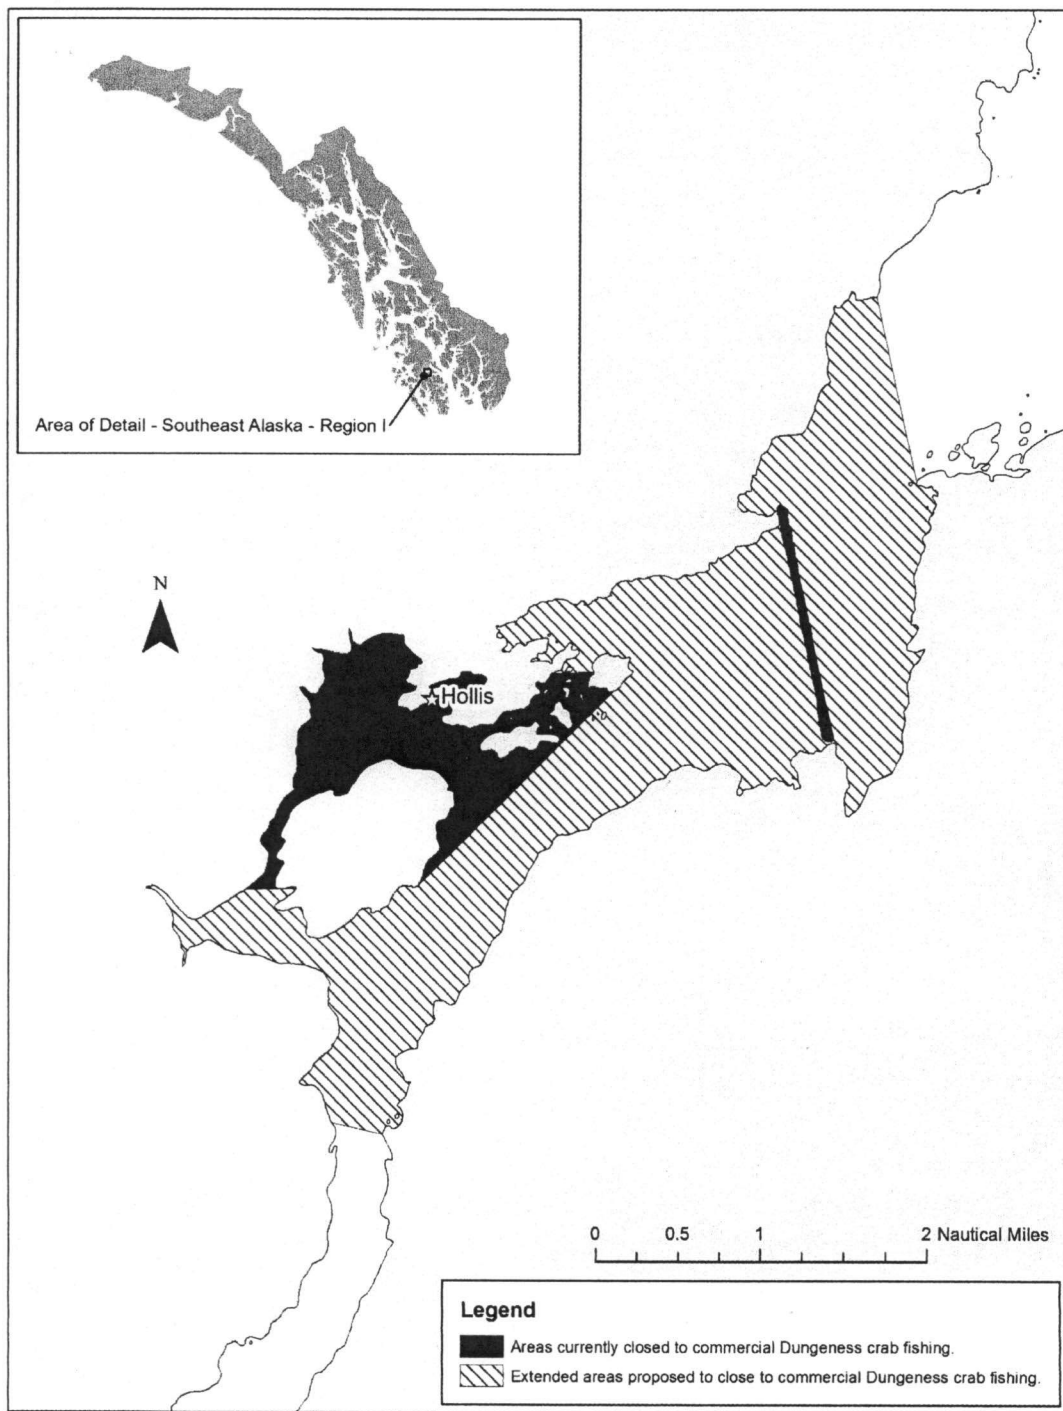 Area of Detail - Southeast Alaska - Region I
N
Hollis
0 0.5 1 2 Nautical Miles
Legend
Areas currently closed to commercial Dungeness crab fishing.
Extended areas proposed to close to commercial Dungeness crab fishing.